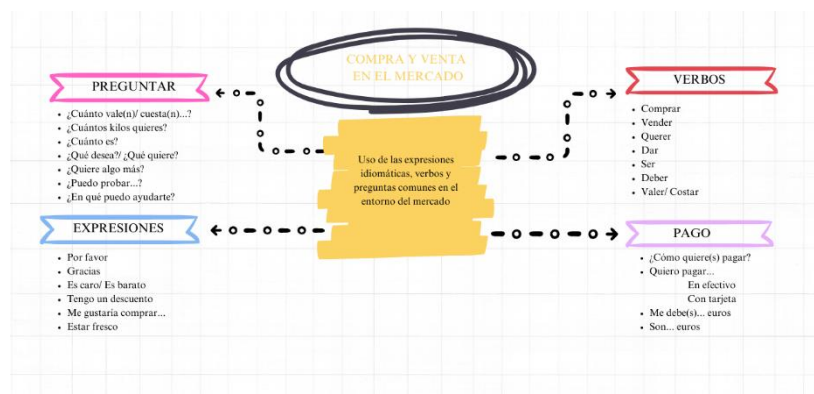 COMPRA Y VENTA
EN EL MERCADO
PREGUNTAR
• ¿Cuánto vale(n)/ cuesta(n)...?
• ¿Cuántos kilos quieres?
• ¿Cuánto es?
• ¿Qué desea?/ ¿Qué quiere?
• ¿Quiere algo más?
• ¿Puedo probar...?
• ¿En qué puedo ayudarte?
VERBOS
• Comprar
• Vender
• Querer
• Dar
• Ser
• Deber
• Valer/ Costar
Uso de las expresiones
idiomáticas, verbos y
preguntas comunes en el
entorno del mercado
EXPRESIONES
• Por favor
• Gracias
• Es caro/ Es barato
• Tengo un descuento
• Me gustaría comprar...
• Estar fresco
PAGO
• ¿Cómo quiere(s) pagar?
• Quiero pagar...
En efectivo
Con tarjeta
• Me debe(s)... euros
• Son... euros